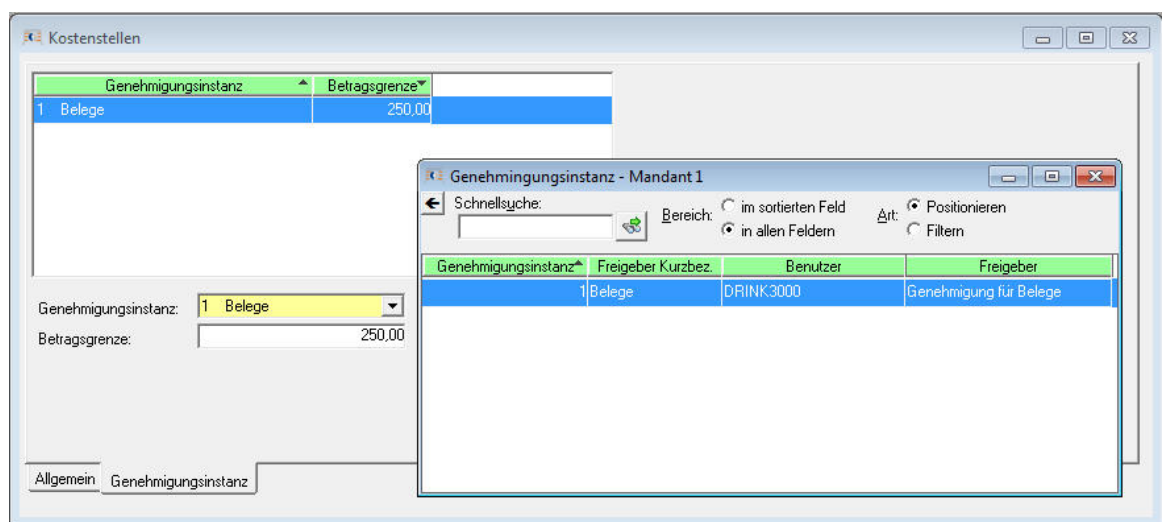 Kostenstellen
Genehmigungsinstanz Betragsgrenze
1 Belege 250,00
Genehmigungsinstanz: 1 Belege
Betragsgrenze: 250,00
Allgemein Genehmigungsinstanz
Genehmingungsinstanz - Mandant 1
Schnellsuche: Bereich: im sortierten Feld Art: Positionieren
in allen Feldern Filtern
Genehmigungsinstanz Freigeber Kurzbez. Benutzer Freigeber
1 Belege DRINK3000 Genehmigung für Belege